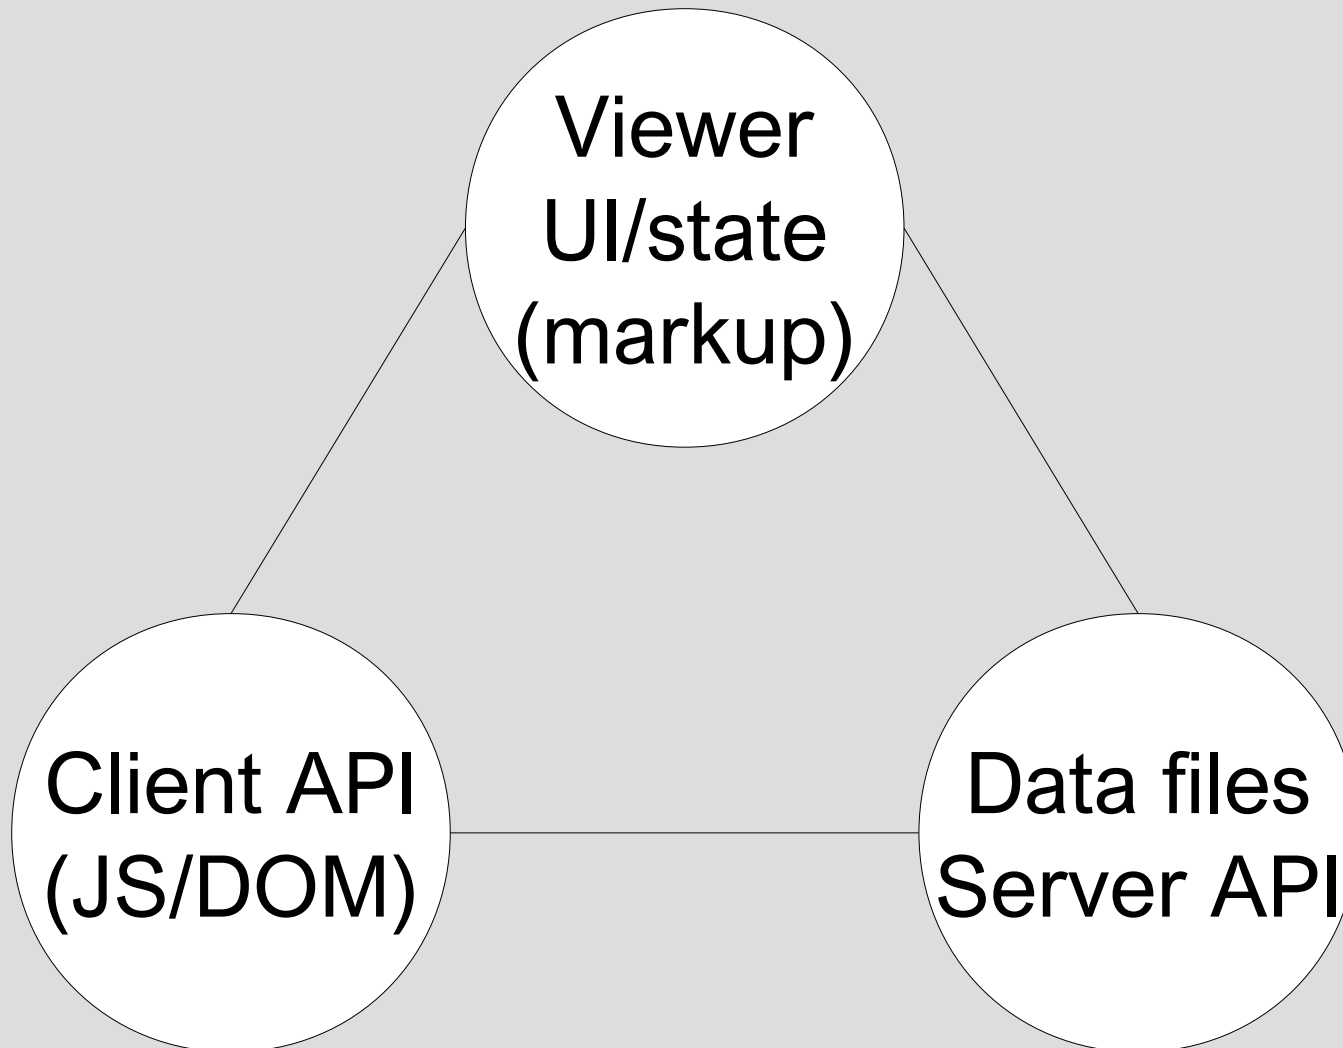 Viewer
UI/state
(markup)
Client API
(JS/DOM)
Data files
Server API